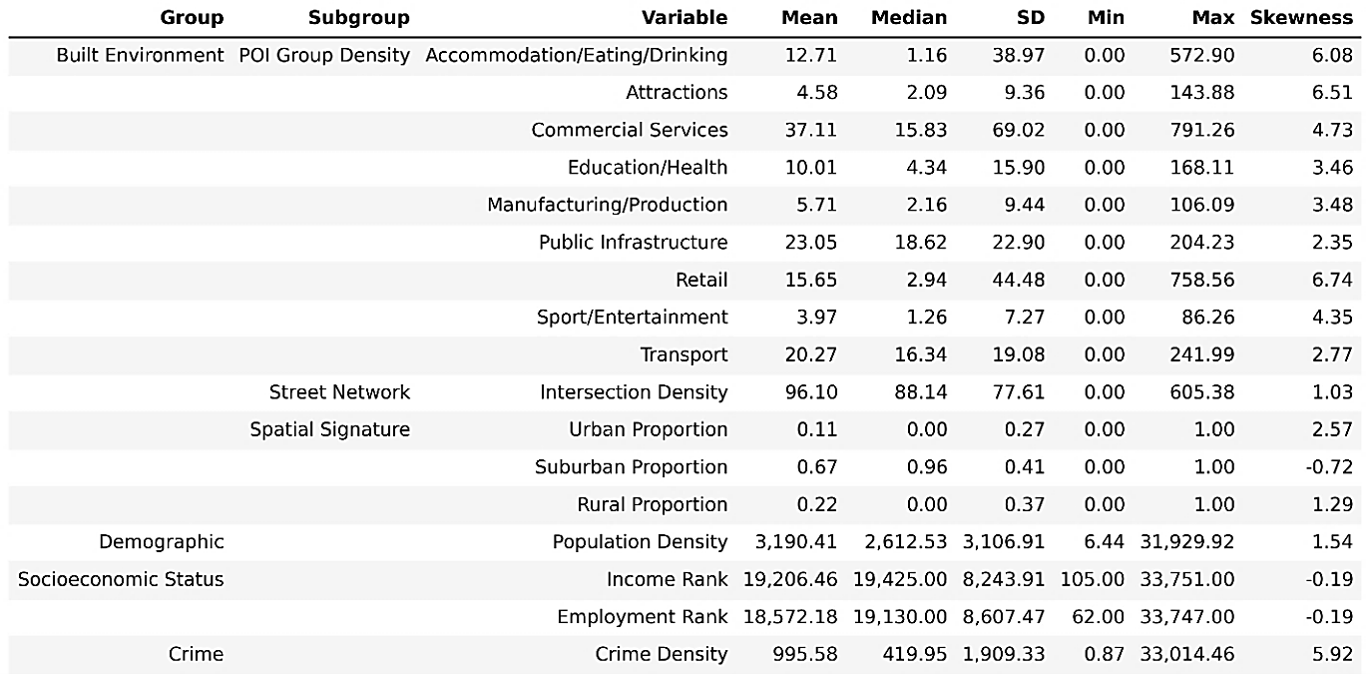 Group Subgroup Variable Mean Median SD Min Max Skewness
Built Environment POI Group Density Accommodation/Eating/Drinking 12.71 1.16 38.97 0.00 572.90 6.08
Attractions 4.58 2.09 9.36 0.00 143.88 6.51
Commercial Services 37.11 15.83 69.02 0.00 791.26 4.73
Education/Health 10.01 4.34 15.90 0.00 168.11 3.46
Manufacturing/Production 5.71 2.16 9.44 0.00 106.09 3.48
Public Infrastructure 23.05 18.62 22.90 0.00 204.23 2.35
Retail 15.65 2.94 44.48 0.00 758.56 6.74
Sport/Entertainment 3.97 1.26 7.27 0.00 86.26 4.35
Transport 20.27 16.34 19.08 0.00 241.99 2.77
Street Network Intersection Density 96.10 88.14 77.61 0.00 605.38 1.03
Spatial Signature Urban Proportion 0.11 0.00 0.27 0.00 1.00 2.57
Suburban Proportion 0.67 0.96 0.41 0.00 1.00 -0.72
Rural Proportion 0.22 0.00 0.37 0.00 1.00 1.29
Demographic Population Density 3,190.41 2,612.53 3,106.91 6.44 31,929.92 1.54
Socioeconomic Status Income Rank 19,206.46 19,425.00 8,243.91 105.00 33,751.00 -0.19
Employment Rank 18,572.18 19,130.00 8,607.47 62.00 33,747.00 -0.19
Crime Crime Density 995.58 419.95 1,909.33 0.87 33,014.46 5.92